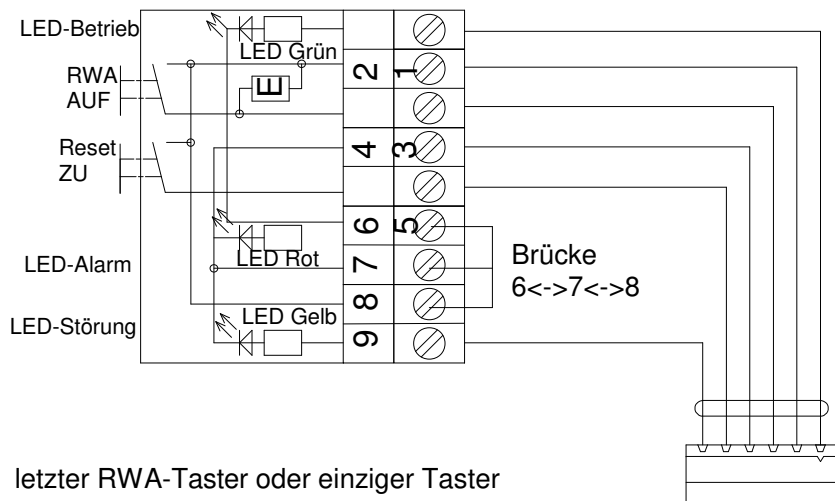 LED-Betrieb
LED Grün
RWA
AUF
E
2 1
Reset
ZU
4 3
6 5
LED Rot
LED-Alarm
7
Brücke
6<->7<->8
8
LED Gelb
LED-Störung
9
letzter RWA-Taster oder einziger Taster